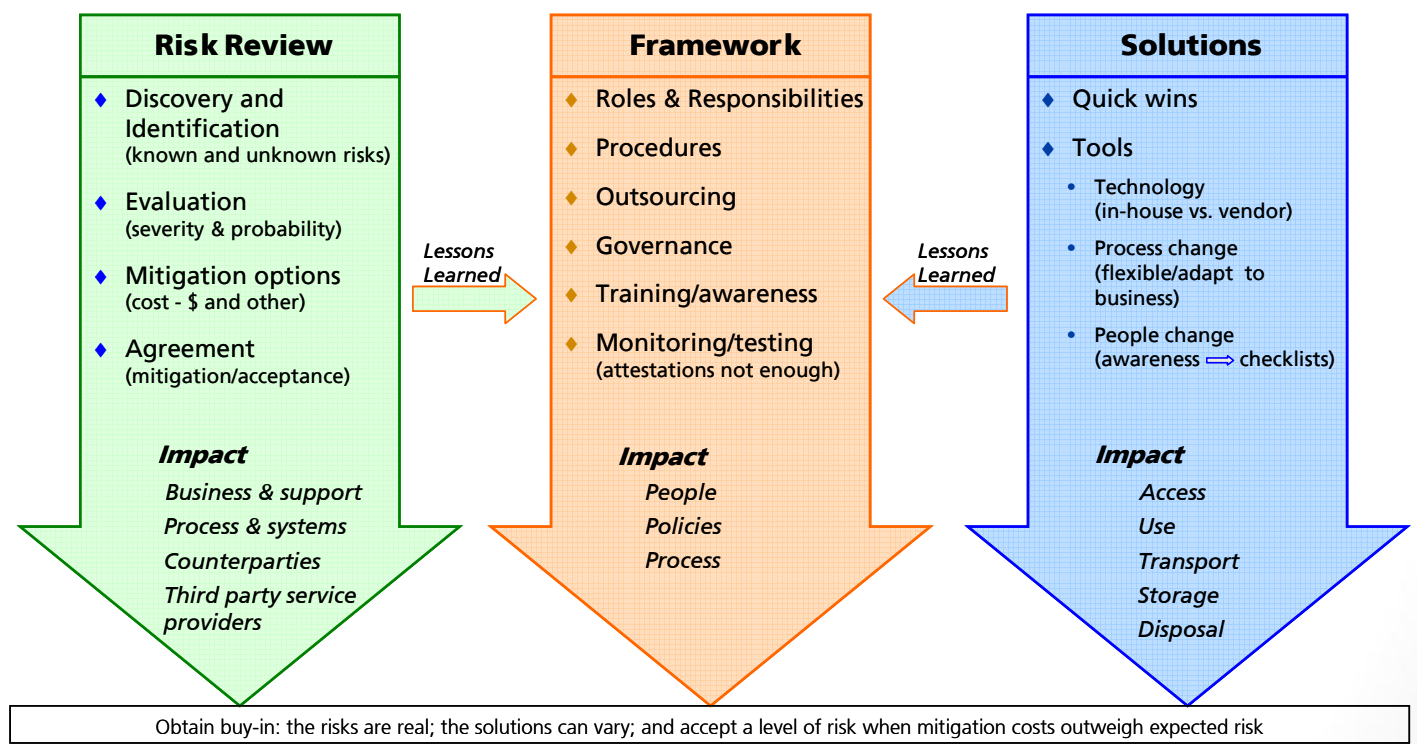 Risk Review
Discovery and
Identification
(known and unknown risks)
Evaluation
(severity & probability)
Mitigation options
(cost - $ and other)
Agreement
(mitigation/acceptance)
Impact
Business & support
Process & systems
Counterparties
Third party service
providers
Lessons
Learned
Framework
Roles & Responsibilities
Procedures
Outsourcing
Governance
Training/awareness
Monitoring/testing
(attestations not enough)
Impact
People
Policies
Process
Lessons
Learned
Solutions
Quick wins
Tools
Technology
(in-house vs. vendor)
Process change
(flexible/adapt to
business)
People change
(awareness ⇨ checklists)
Impact
Access
Use
Transport
Storage
Disposal
Obtain buy-in: the risks are real; the solutions can vary; and accept a level of risk when mitigation costs outweigh expected risk